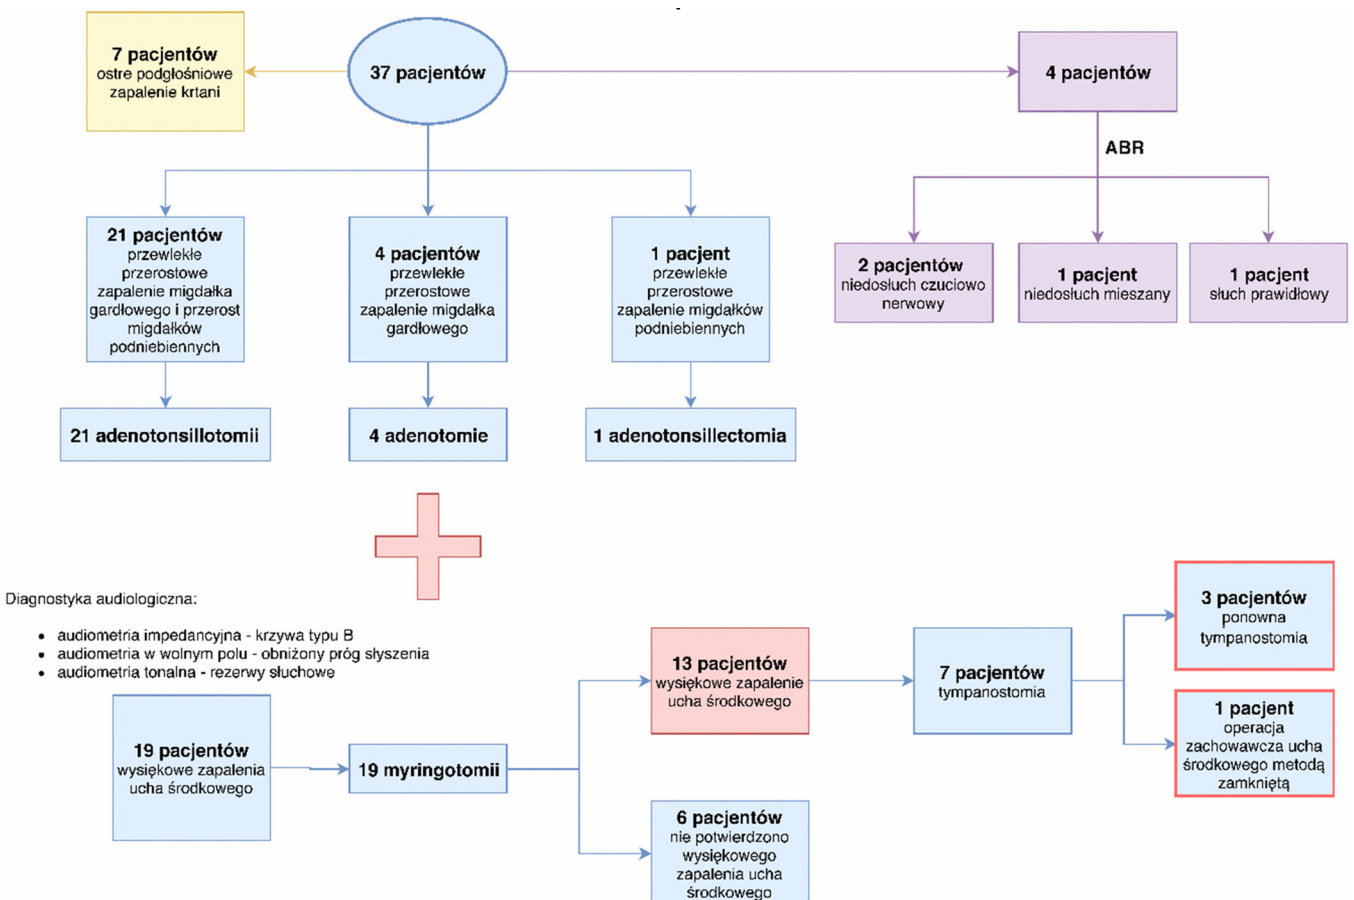 7 pacjentów
ostre podgłośniowe
zapalenie krtani
37 pacjentów
4 pacjentów
ABR
21 pacjentów
przewlekłe
przerostowe
zapalenie migdałka
gardłowego i przerost
migdałków
podniebiennych
4 pacjentów
przewlekłe
przerostowe
zapalenie migdałka
gardłowego
1 pacjent
przewlekłe
przerostowe
zapalenie migdałków
podniebiennych
2 pacjentów
niedosłuch czuciowo
nerwowy
1 pacjent
niedosłuch mieszany
1 pacjent
słuch prawidłowy
21 adenotonsillotomii
4 adenotomie
1 adenotonsillectomia
Diagnostyka audiologiczna:
• audiometria impedancyjna - krzywa typu B
• audiometria w wolnym polu - obniżony próg słyszenia
• audiometria tonalna - rezerwy słuchowe
19 pacjentów
wysiękowe zapalenia
ucha środkowego
19 myringotomii
13 pacjentów
wysiękowe zapalenie
ucha środkowego
6 pacjentów
nie potwierdzono
wysiękowego
zapalenia ucha
środkowego
7 pacjentów
tympanostomia
3 pacjentów
ponowna
tympanostomia
1 pacjent
operacja
zachowawcza ucha
środkowego metodą
zamkniętą